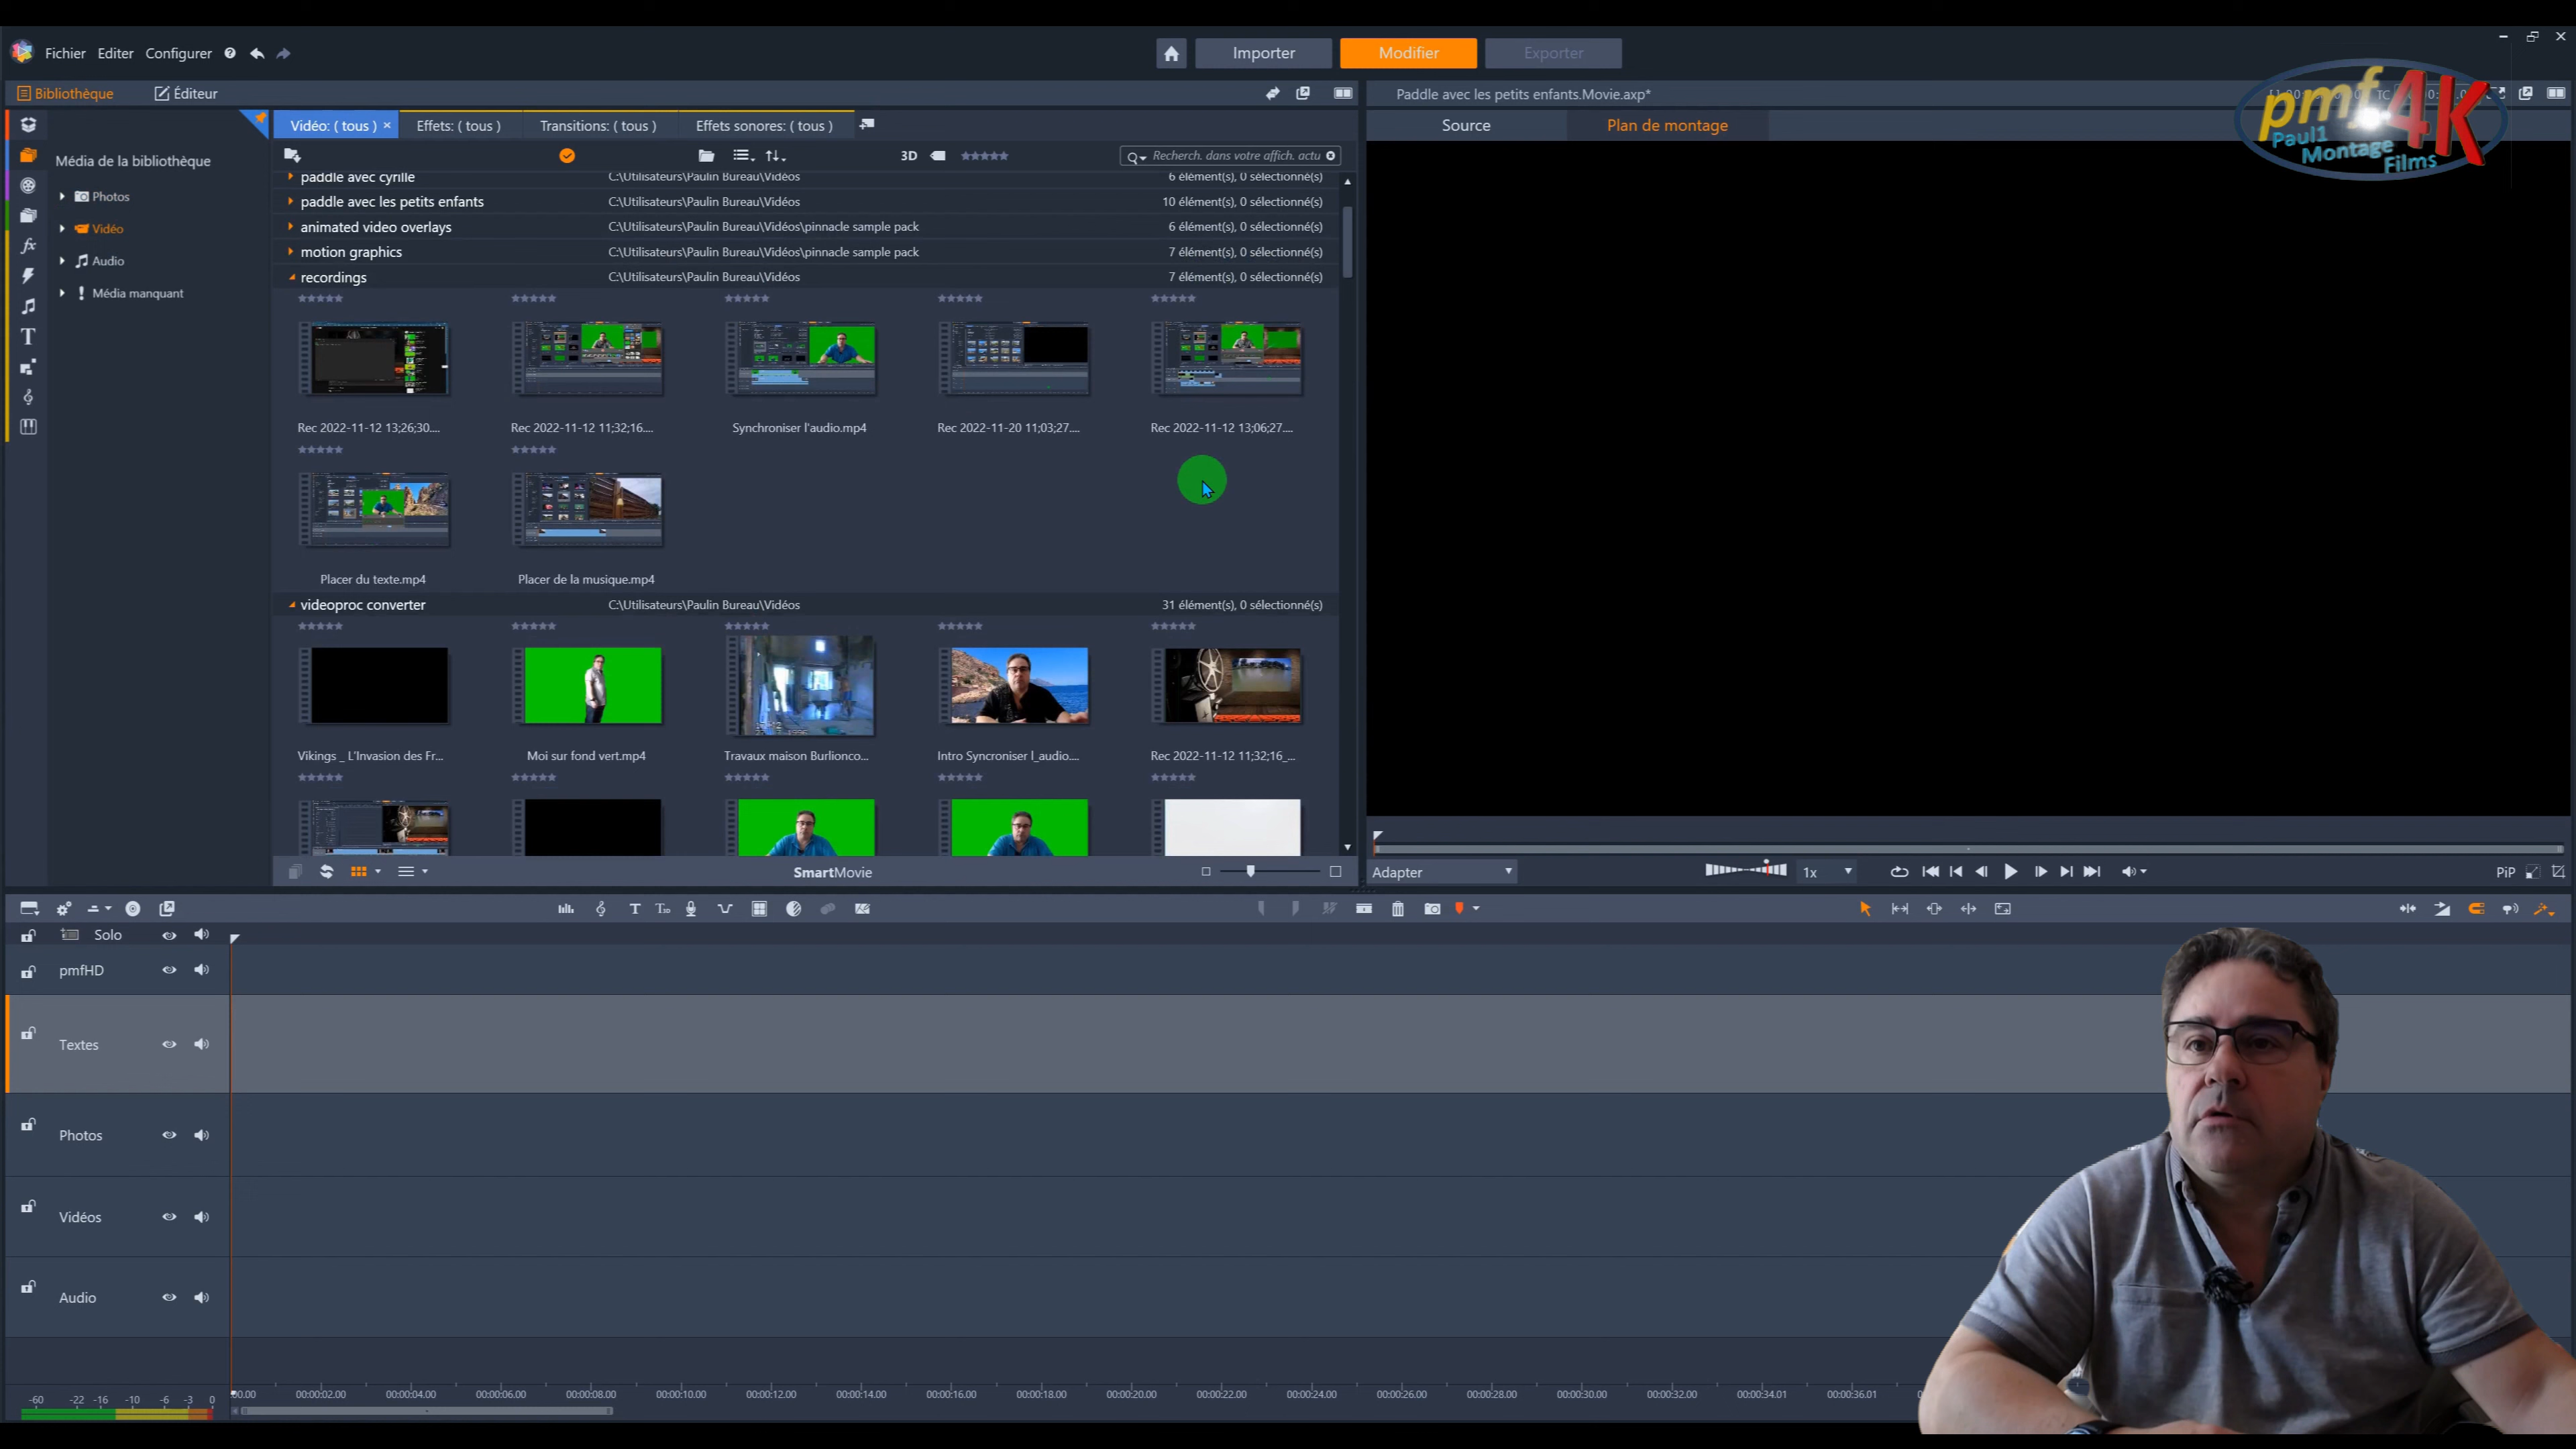 Fichier Editer Configurer
Importer Modifier Exporter
Bibliothèque Éditeur
Paddle avec les petits enfants.Movie.axp*
TC
pmf4K
Paul1
Montage
Films
Vidéo: ( tous ) × Effets: ( tous ) Transitions: ( tous ) Effets sonores: ( tous )
Source Plan de montage
Média de la bibliothèque
Photos
Vidéo
Audio
Média manquant
3D
Recherch. dans votre affich. actu
paddle avec cyrille C:\Utilisateurs\Paulin Bureau\Vidéos 6 élément(s), 0 sélectionné(s)
paddle avec les petits enfants C:\Utilisateurs\Paulin Bureau\Vidéos 10 élément(s), 0 sélectionné(s)
animated video overlays C:\Utilisateurs\Paulin Bureau\Vidéos\pinnacle sample pack 6 élément(s), 0 sélectionné(s)
motion graphics C:\Utilisateurs\Paulin Bureau\Vidéos\pinnacle sample pack 7 élément(s), 0 sélectionné(s)
recordings C:\Utilisateurs\Paulin Bureau\Vidéos 7 élément(s), 0 sélectionné(s)
Rec 2022-11-12 13;26;30.... Rec 2022-11-12 11;32;16.... Synchroniser l'audio.mp4 Rec 2022-11-20 11;03;27.... Rec 2022-11-12 13;06;27....
Placer du texte.mp4 Placer de la musique.mp4
videoproc converter C:\Utilisateurs\Paulin Bureau\Vidéos 31 élément(s), 0 sélectionné(s)
Vikings _ L'Invasion des Fr... Moi sur fond vert.mp4 Travaux maison Burlionco... Intro Syncroniser l_audio.... Rec 2022-11-12 11;32;16_...
SmartMovie
Adapter 1x PiP
Solo
pmfHD
Textes
Photos
Vidéos
Audio
-60 -22 -16 -10 -6 -3 0
00.00 00:00:02.00 00:00:04.00 00:00:06.00 00:00:08.00 00:00:10.00 00:00:12.00 00:00:14.00 00:00:16.00 00:00:18.00 00:00:20.00 00:00:22.00 00:00:24.00 00:00:26.00 00:00:28.00 00:00:30.00 00:00:32.00 00:00:34.01 00:00:36.01